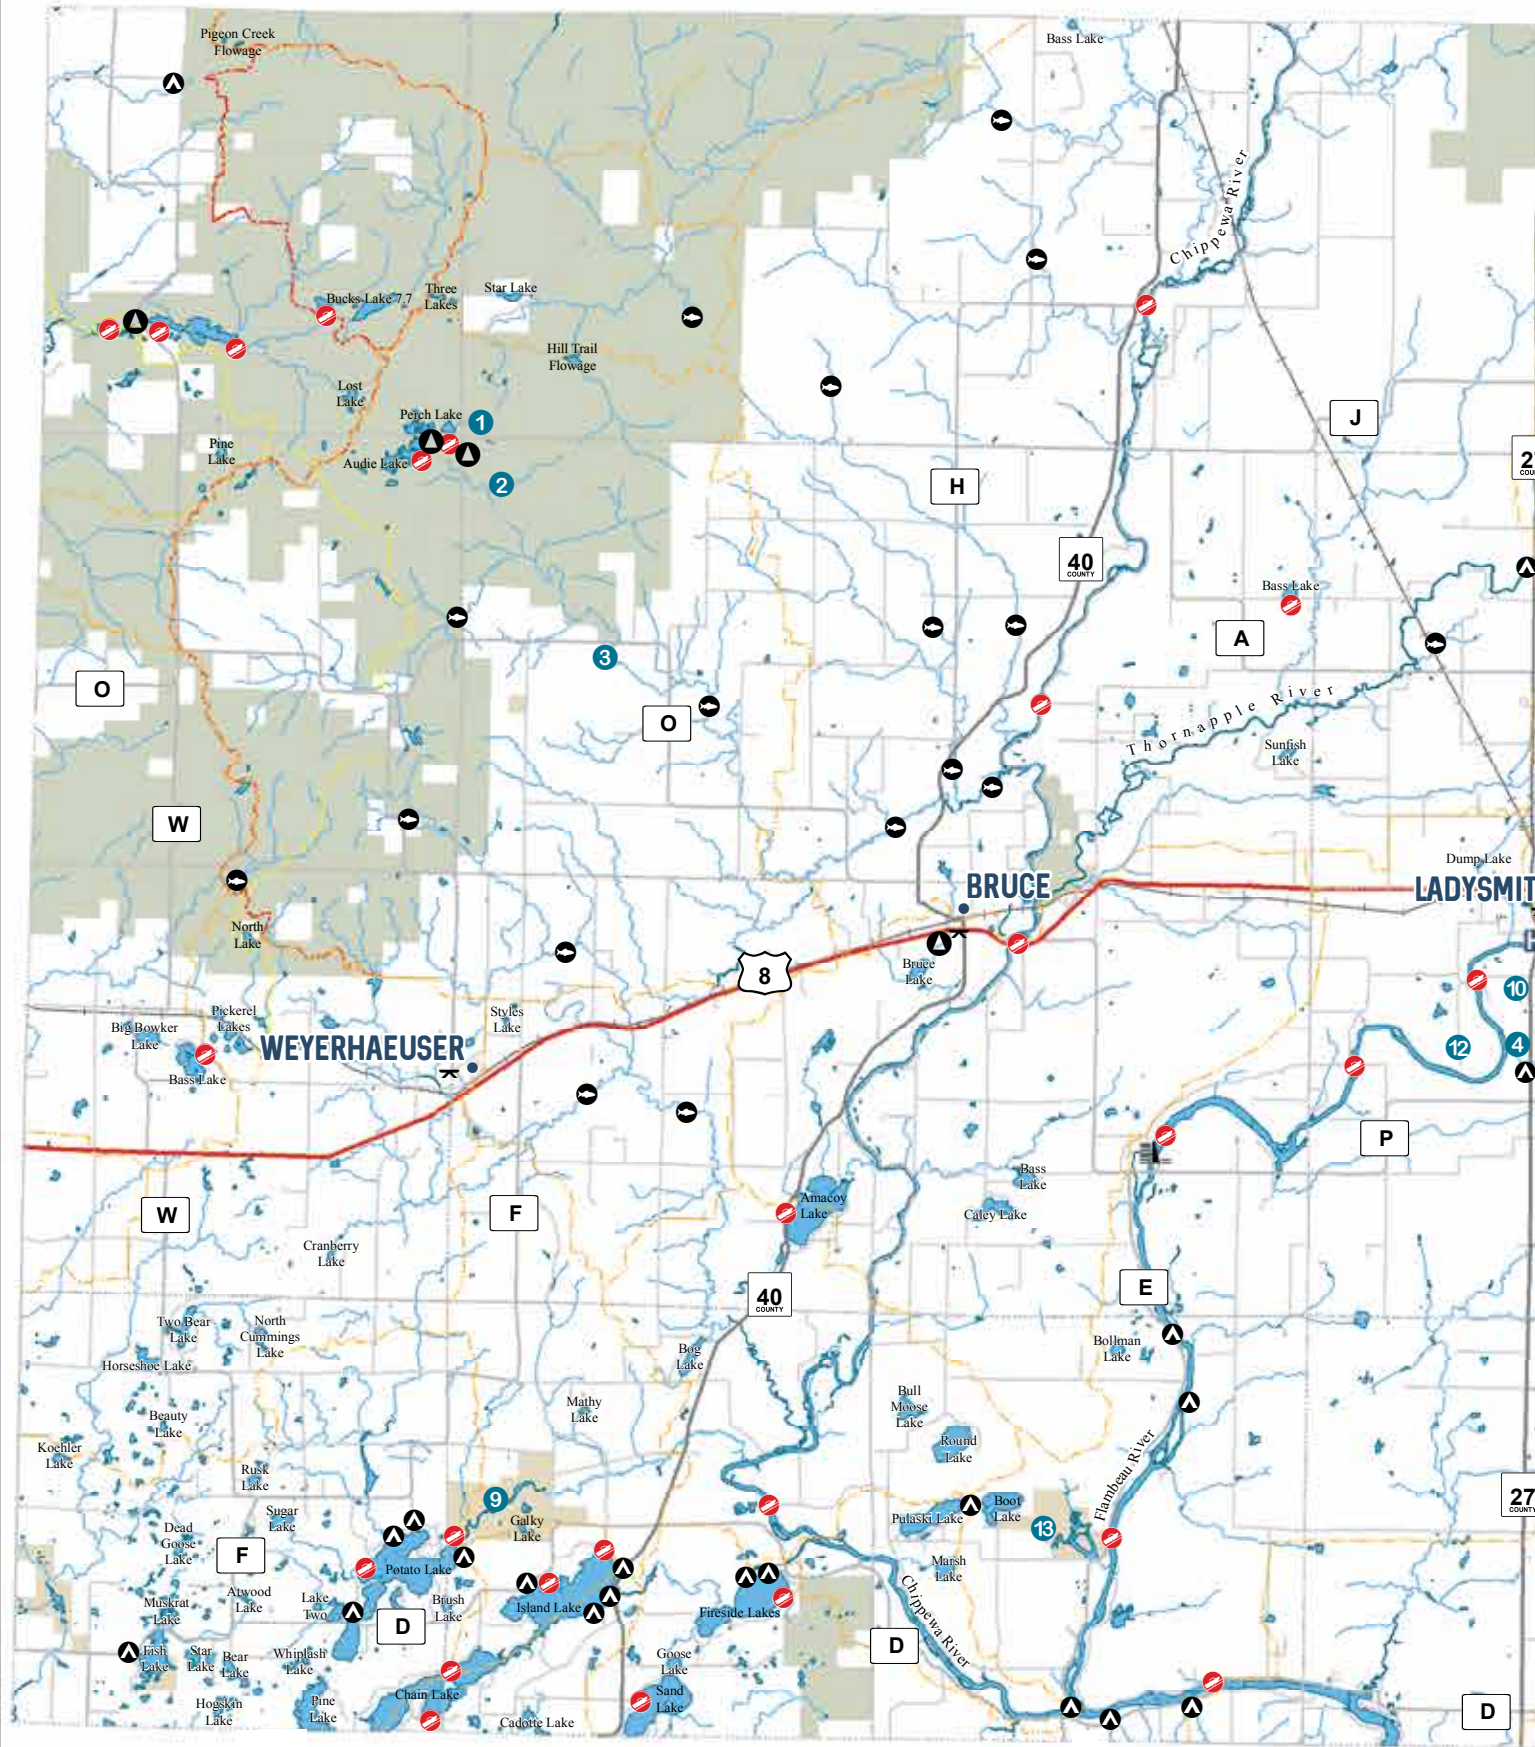 Pigeon Creek
Flowage
Bass Lake
Chippewa River
Bucks Lake 7.7
Three
Lakes
Star Lake
Hill Trail
Flowage
Lost
Lake
Perch Lake
1
J
Pine
Lake
Audie Lake
2
H
40
COUNTY
Bass Lake
A
3
O
O
Thornapple River
Sunfish
Lake
W
Dump Lake
BRUCE
LADYSMIT
North
Lake
8
Bruce
Lake
10
Big Bowker
Lake
Pickerel
Lakes
Styles
Lake
WEYERHAEUSER
12
4
Bass Lake
P
Bass
Lake
Amacoy
Lake
W
F
Caley Lake
Cranberry
Lake
E
40
COUNTY
Two Bear
Lake
North
Cummings
Lake
Bollman
Lake
Horseshoe Lake
Bog
Lake
Bull
Moose
Lake
Mathy
Lake
Beauty
Lake
Koehler
Lake
Round
Lake
Flambeau River
Rusk
Lake
27
COUNTY
9
Sugar
Lake
Galky
Lake
Pulaski Lake
Boot
Lake
13
Dead
Goose
Lake
F
Potato Lake
Marsh
Lake
Atwood
Lake
Lake
Two
Brush
Lake
Island Lake
Fireside Lakes
Muskrat
Lake
D
Chippewa River
D
Fish
Lake
Star
Lake
Bear
Lake
Whiplash
Lake
Goose
Lake
Chain Lake
Sand
Lake
Hogskin
Lake
Pine
Lake
Cadotte Lake
D